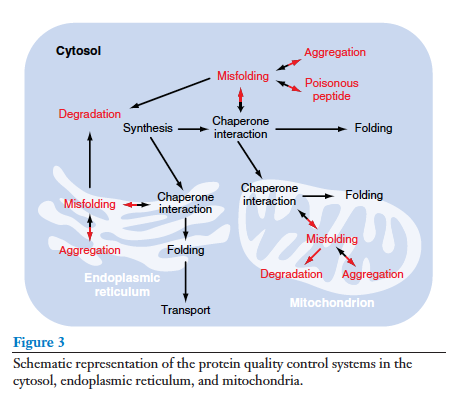 Cytosol
Aggregation
Misfolding
Poisonous
peptide
Degradation
Synthesis
Chaperone
interaction
Folding
Misfolding
Chaperone
interaction
Chaperone
interaction
Folding
Aggregation
Folding
Misfolding
Endoplasmic
reticulum
Degradation
Aggregation
Transport
Mitochondrion
Figure 3
Schematic representation of the protein quality control systems in the
cytosol, endoplasmic reticulum, and mitochondria.